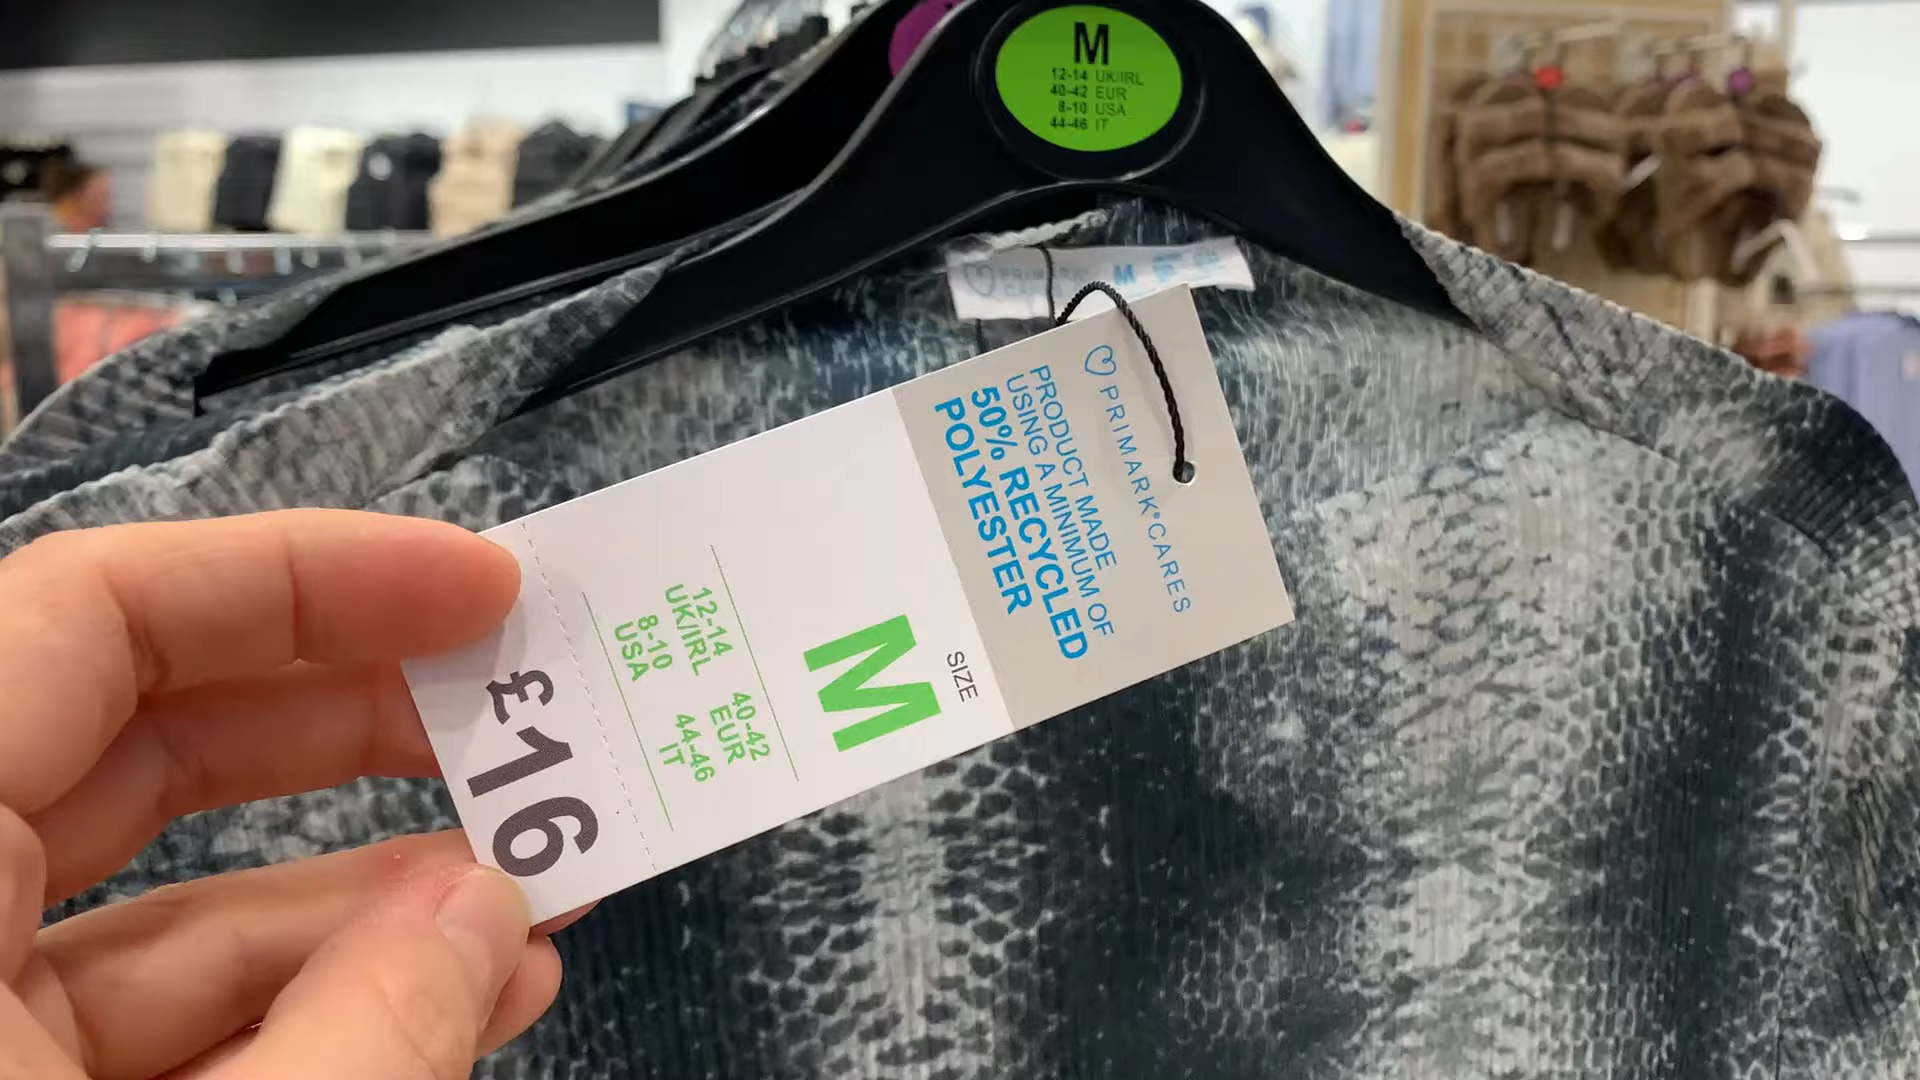 M
12-14 UK/IRL
40-42 EUR
8-10 USA
44-46 IT
PRIMARK M
PRIMARK®CARES
PRODUCT MADE
USING A MINIMUM OF
50% RECYCLED
POLYESTER
SIZE
M
12-14 40-42
UK/IRL EUR
8-10 44-46
USA IT
£16